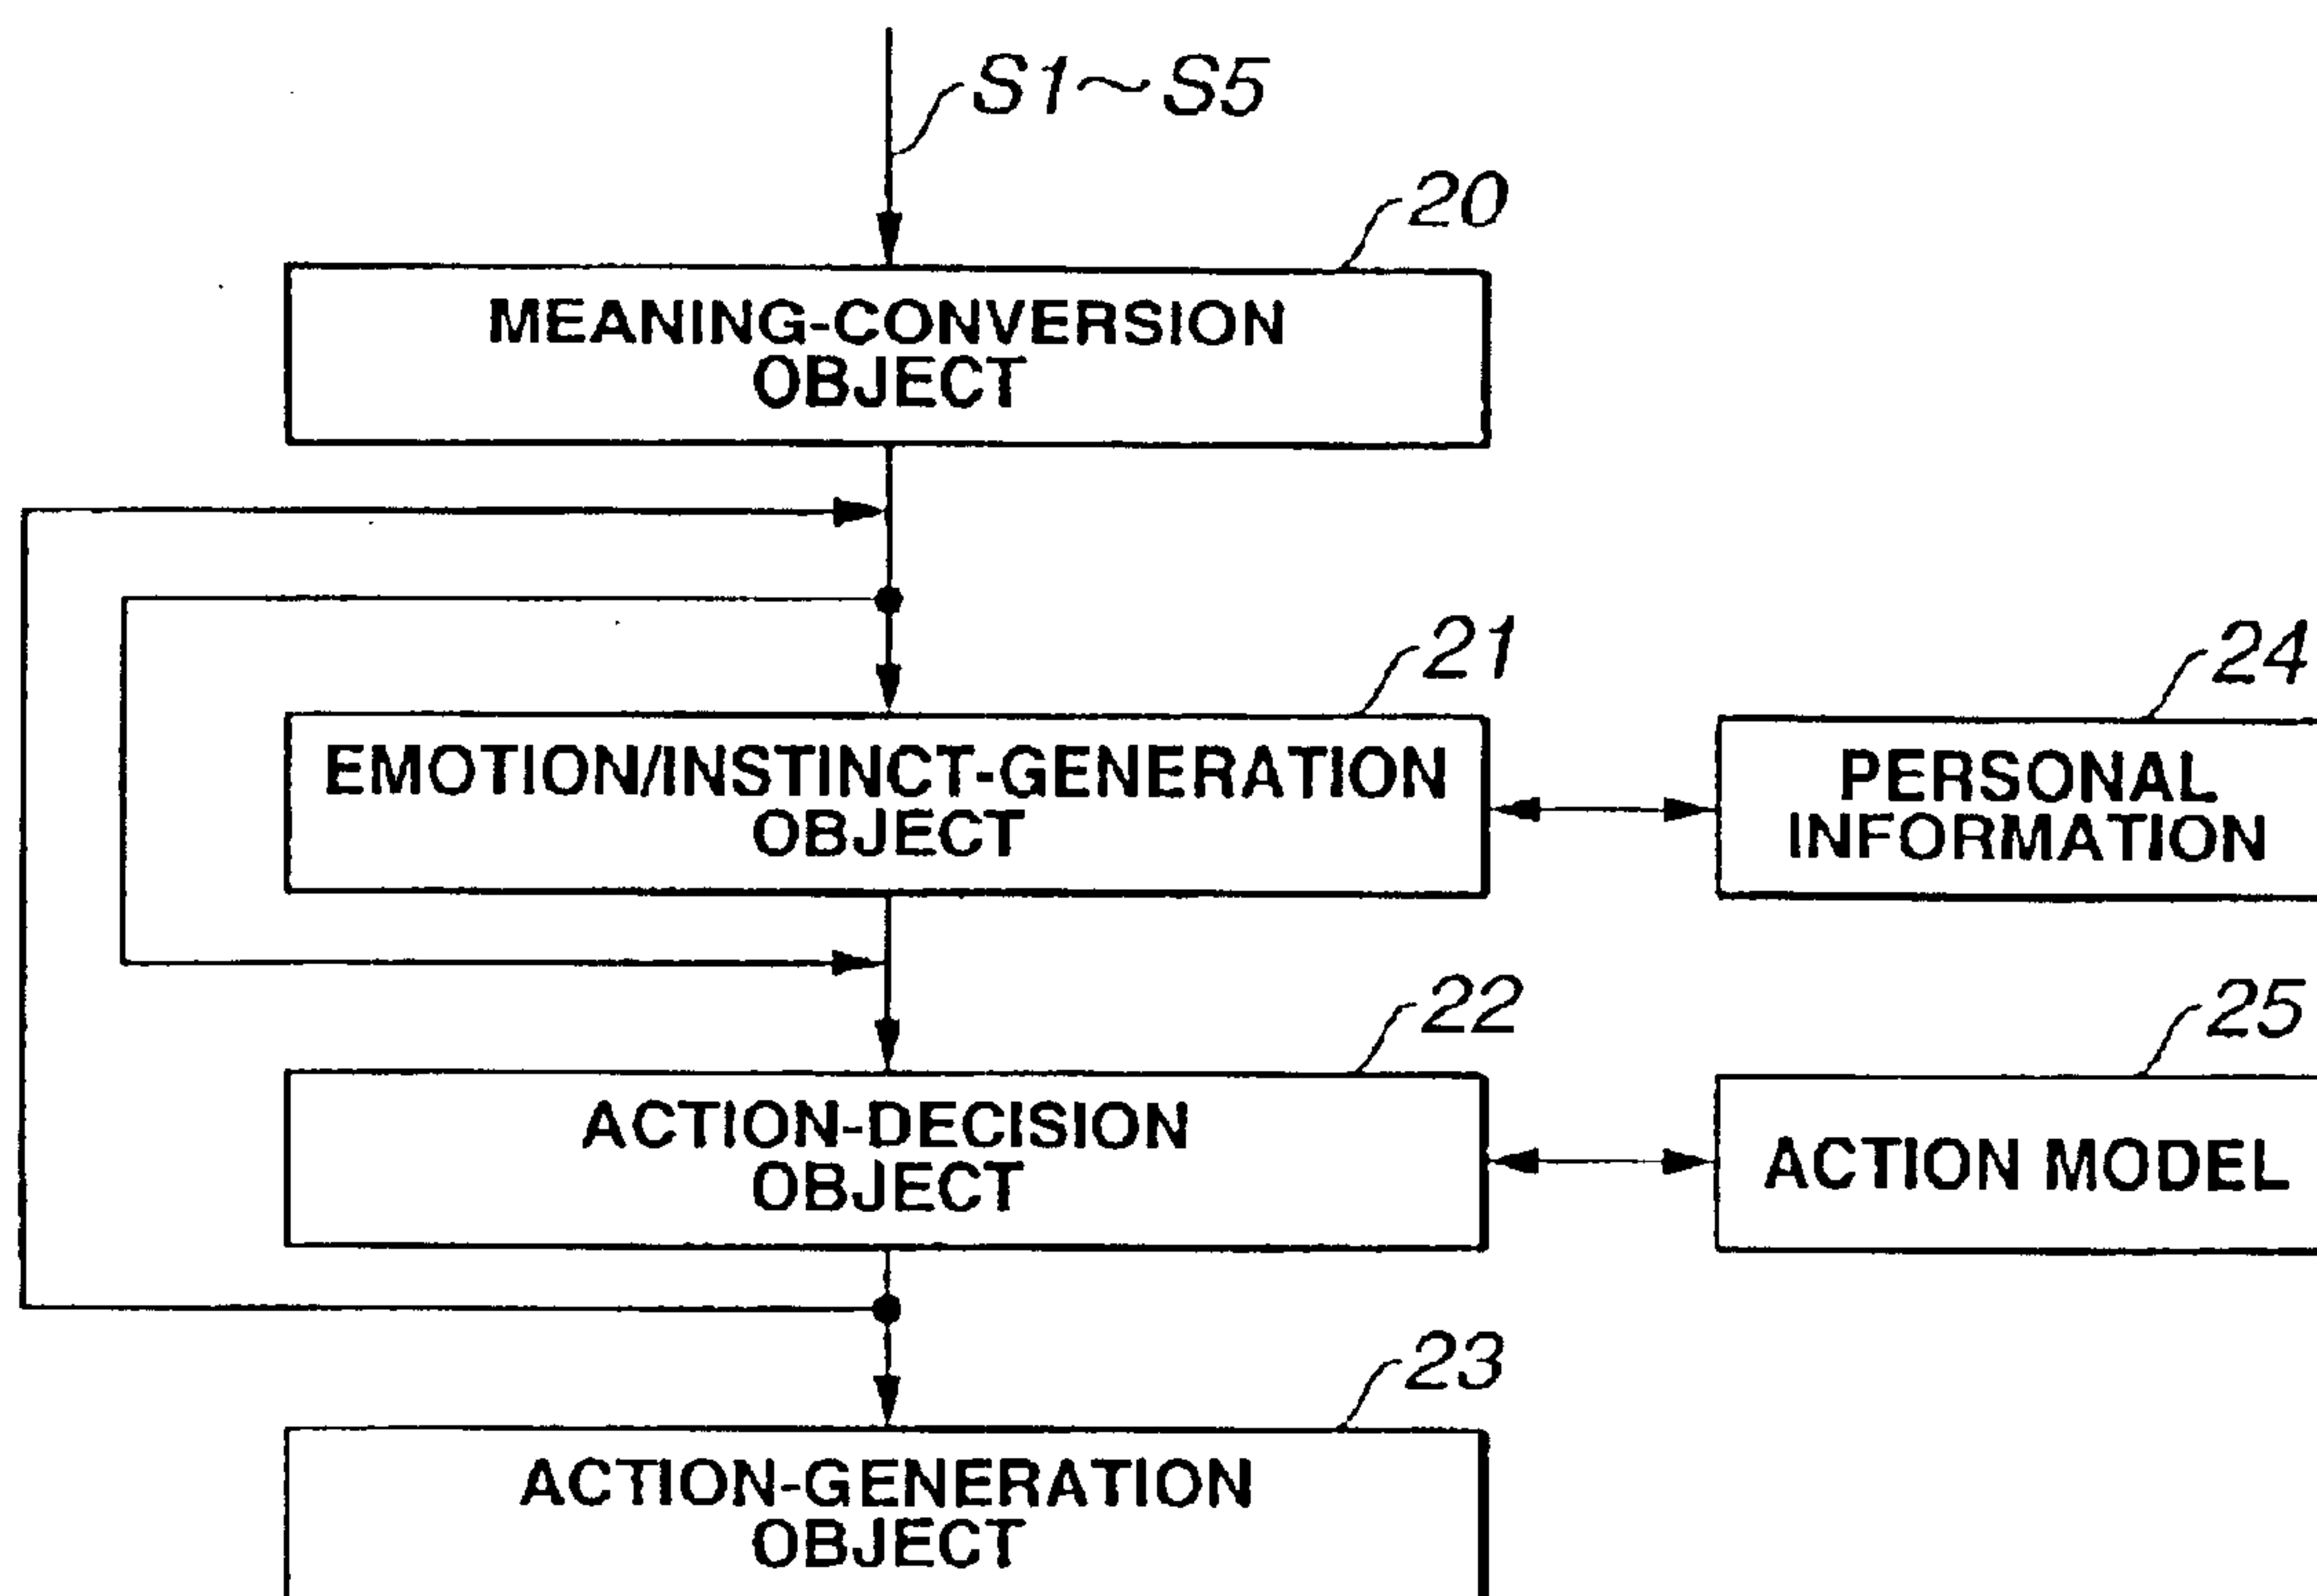 S1～S5
20
MEANING-CONVERSION
OBJECT
21
EMOTION/INSTINCT-GENERATION
OBJECT
24
PERSONAL
INFORMATION
22
ACTION-DECISION
OBJECT
25
ACTION MODEL
23
ACTION-GENERATION
OBJECT